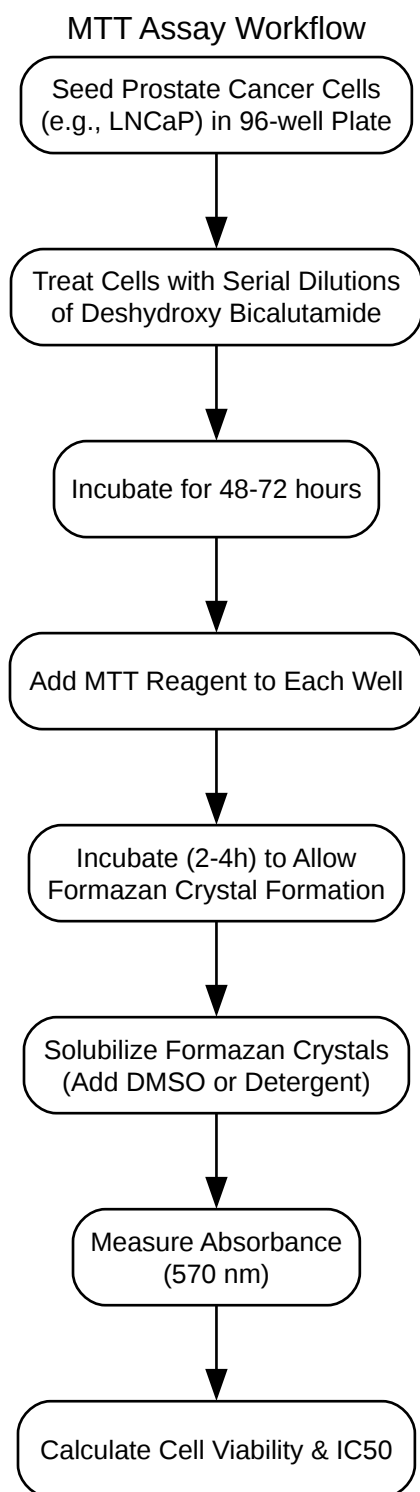 MTT Assay Workflow
Seed Prostate Cancer Cells
(e.g., LNCaP) in 96-well Plate
Treat Cells with Serial Dilutions
of Deshydroxy Bicalutamide
Incubate for 48-72 hours
Add MTT Reagent to Each Well
Incubate (2-4h) to Allow
Formazan Crystal Formation
Solubilize Formazan Crystals
(Add DMSO or Detergent)
Measure Absorbance
(570 nm)
Calculate Cell Viability & IC50